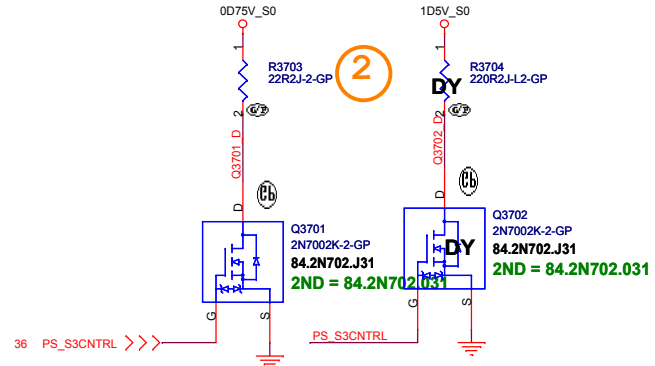 0D75V_S0
1
R3703
22R2J-2-GP
2
Q3701_D
D
Q3701
2N7002K-2-GP
84.2N702.J31
2ND = 84.2N702.031
G
S
36 PS_S3CNTRL
2
1D5V_S0
1
R3704
220R2J-L2-GP
DY
2
Q3702_D
D
Q3702
2N7002K-2-GP
DY
84.2N702.J31
2ND = 84.2N702.031
G
S
PS_S3CNTRL